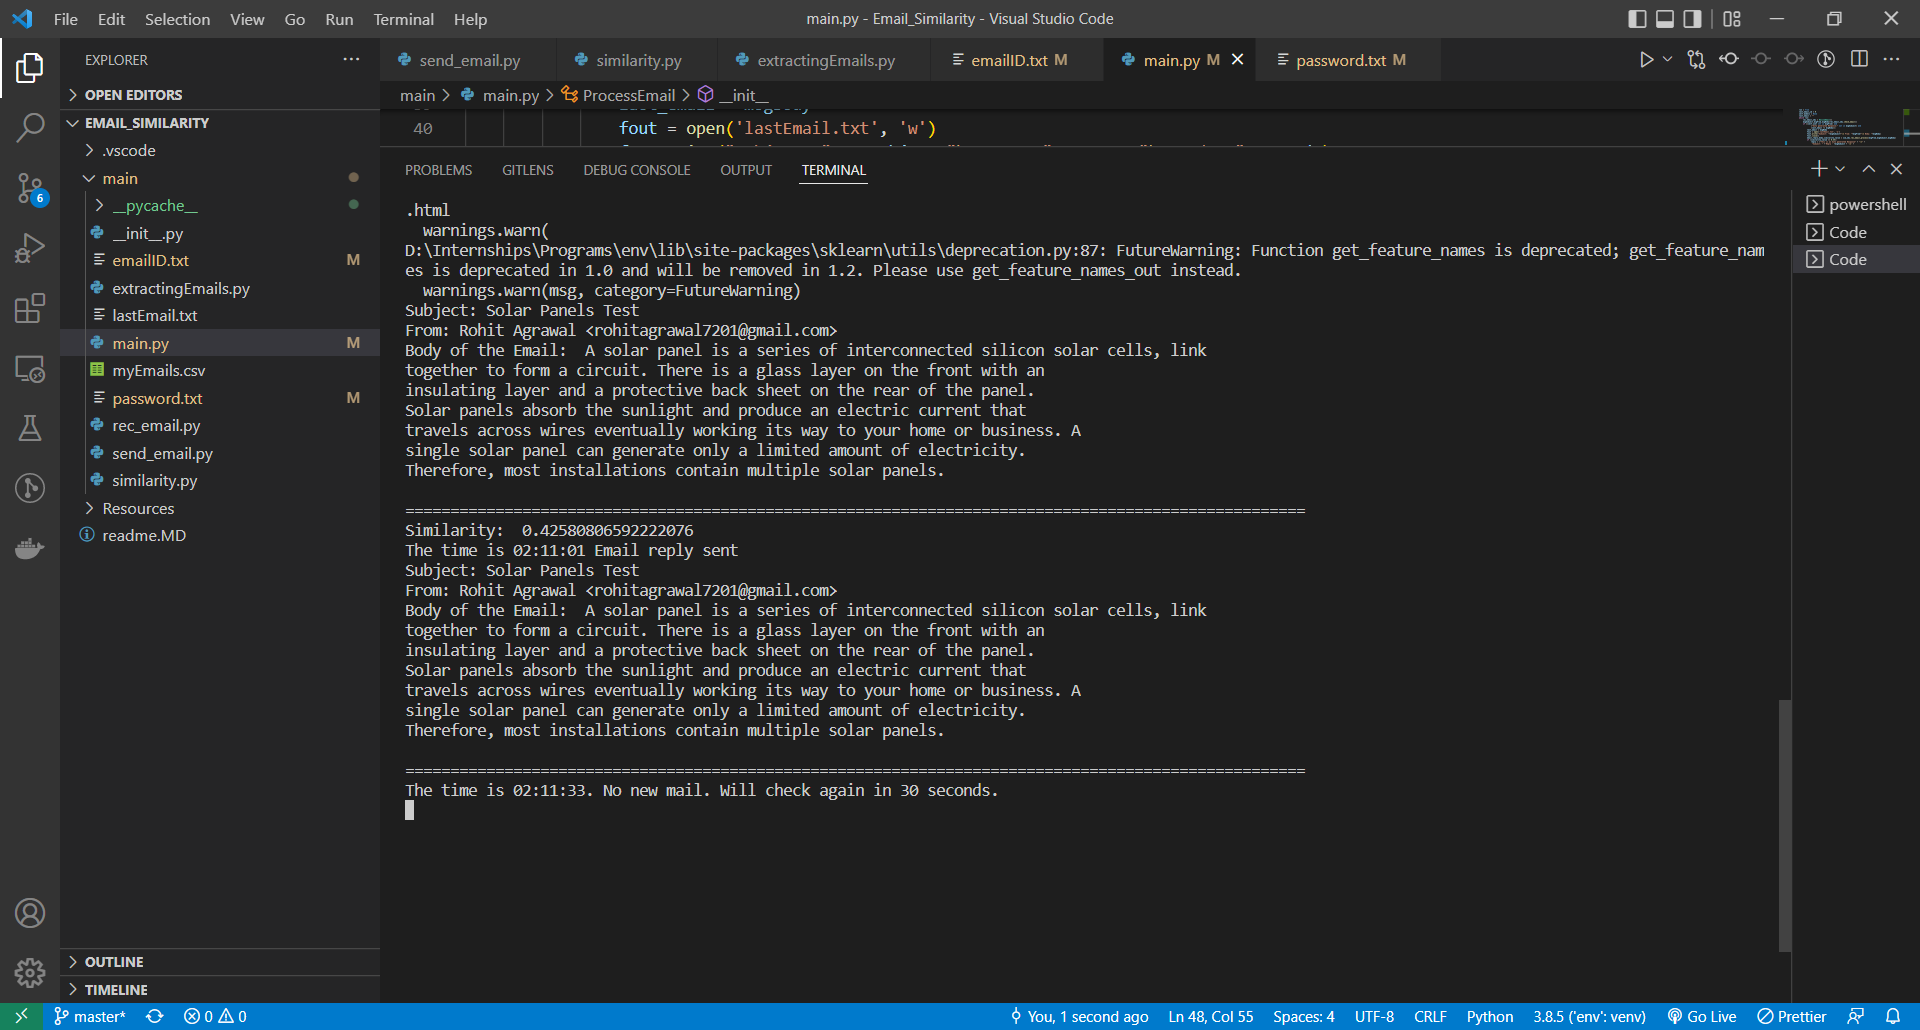 File Edit Selection View Go Run Terminal Help
main.py - Email_Similarity - Visual Studio Code
EXPLORER
OPEN EDITORS
EMAIL_SIMILARITY
.vscode
main
__pycache__
__init__.py
emailID.txt M
extractingEmails.py
lastEmail.txt
main.py M
myEmails.csv
password.txt M
rec_email.py
send_email.py
similarity.py
Resources
readme.MD
OUTLINE
TIMELINE
6
send_email.py similarity.py extractingEmails.py emailID.txt M main.py M password.txt M
main > main.py > ProcessEmail > __init__
40 fout = open('lastEmail.txt', 'w')
PROBLEMS GITLENS DEBUG CONSOLE OUTPUT TERMINAL
.html
warnings.warn(
D:\Internships\Programs\env\lib\site-packages\sklearn\utils\deprecation.py:87: FutureWarning: Function get_feature_names is deprecated; get_feature_nam
es is deprecated in 1.0 and will be removed in 1.2. Please use get_feature_names_out instead.
warnings.warn(msg, category=FutureWarning)
Subject: Solar Panels Test
From: Rohit Agrawal <rohitagrawal7201@gmail.com>
Body of the Email:  A solar panel is a series of interconnected silicon solar cells, link
together to form a circuit. There is a glass layer on the front with an
insulating layer and a protective back sheet on the rear of the panel.
Solar panels absorb the sunlight and produce an electric current that
travels across wires eventually working its way to your home or business. A
single solar panel can generate only a limited amount of electricity.
Therefore, most installations contain multiple solar panels.
====================================================================================================
Similarity:  0.42580806592222076
The time is 02:11:01 Email reply sent
Subject: Solar Panels Test
From: Rohit Agrawal <rohitagrawal7201@gmail.com>
Body of the Email:  A solar panel is a series of interconnected silicon solar cells, link
together to form a circuit. There is a glass layer on the front with an
insulating layer and a protective back sheet on the rear of the panel.
Solar panels absorb the sunlight and produce an electric current that
travels across wires eventually working its way to your home or business. A
single solar panel can generate only a limited amount of electricity.
Therefore, most installations contain multiple solar panels.
====================================================================================================
The time is 02:11:33. No new mail. Will check again in 30 seconds.
powershell
Code
Code
master* 0 0 You, 1 second ago Ln 48, Col 55 Spaces: 4 UTF-8 CRLF Python 3.8.5 ('env': venv) Go Live Prettier